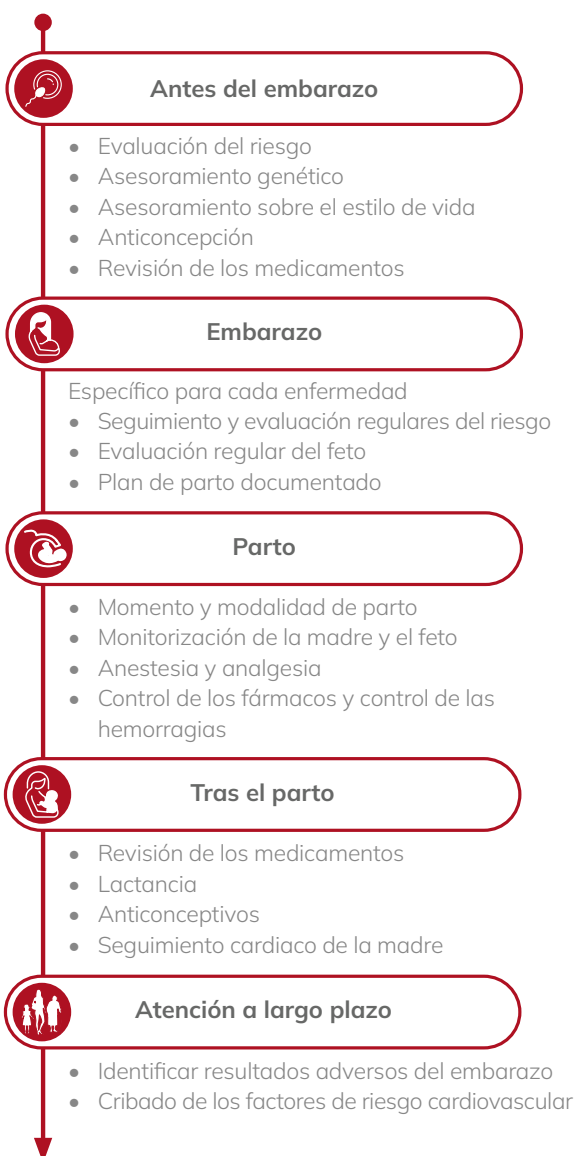 Antes del embarazo
• Evaluación del riesgo
• Asesoramiento genético
• Asesoramiento sobre el estilo de vida
• Anticoncepción
• Revisión de los medicamentos
Embarazo
Específico para cada enfermedad
• Seguimiento y evaluación regulares del riesgo
• Evaluación regular del feto
• Plan de parto documentado
Parto
• Momento y modalidad de parto
• Monitorización de la madre y el feto
• Anestesia y analgesia
• Control de los fármacos y control de las
hemorragias
Tras el parto
• Revisión de los medicamentos
• Lactancia
• Anticonceptivos
• Seguimiento cardiaco de la madre
Atención a largo plazo
• Identificar resultados adversos del embarazo
• Cribado de los factores de riesgo cardiovascular